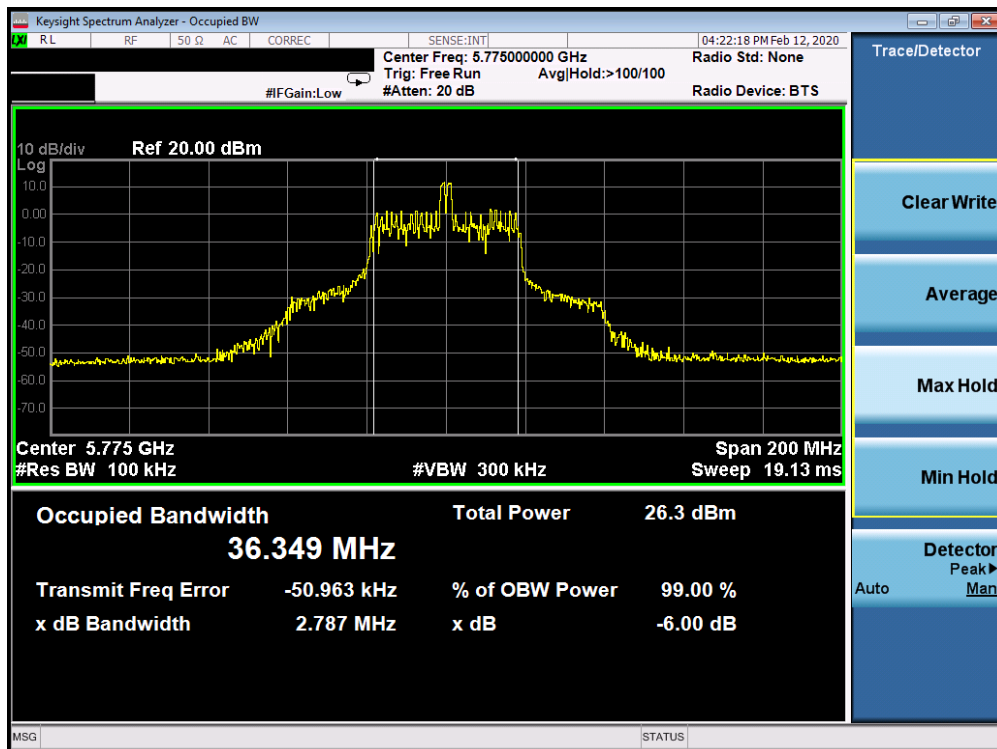 Keysight Spectrum Analyzer - Occupied BW
LXI RL RF 50 Ω AC CORREC SENSE:INT 04:22:18 PM Feb 12, 2020
Center Freq: 5.775000000 GHz Radio Std: None
Trig: Free Run Avg|Hold:>100/100
#IFGain:Low #Atten: 20 dB Radio Device: BTS
10 dB/div Ref 20.00 dBm
Log
10.0
0.00
-10.0
-20.0
-30.0
-40.0
-50.0
-60.0
-70.0
Center 5.775 GHz Span 200 MHz
#Res BW 100 kHz #VBW 300 kHz Sweep 19.13 ms
Occupied Bandwidth Total Power 26.3 dBm
36.349 MHz
Transmit Freq Error -50.963 kHz % of OBW Power 99.00 %
x dB Bandwidth 2.787 MHz x dB -6.00 dB
Trace/Detector
Clear Write
Average
Max Hold
Min Hold
Detector
Peak▶
Auto Man
MSG STATUS